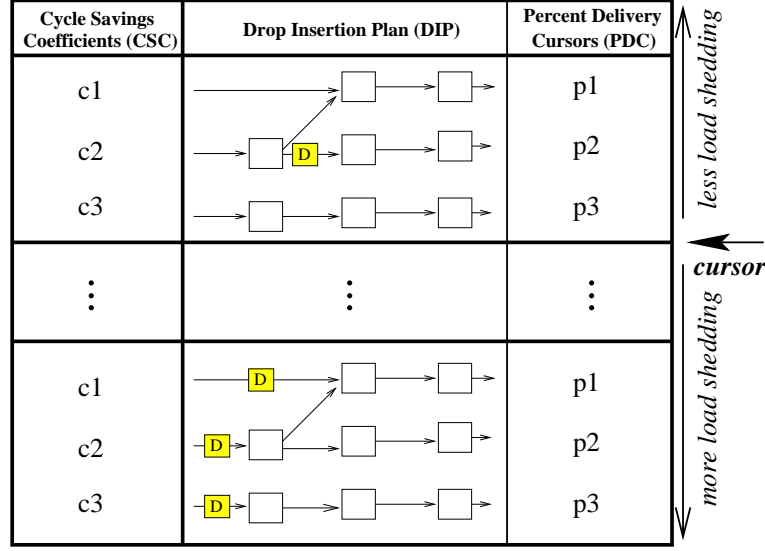 Cycle Savings Coefficients (CSC)
Drop Insertion Plan (DIP)
Percent Delivery Cursors (PDC)
c1
p1
c2
D
p2
c3
p3
less load shedding
cursor
c1
D
p1
c2
D
p2
c3
D
p3
more load shedding